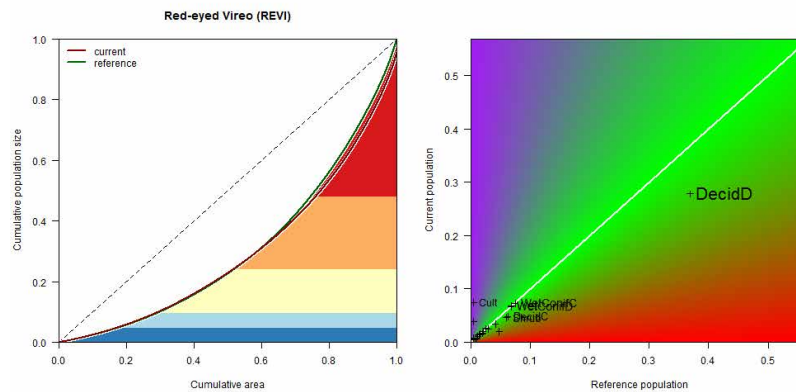 Red-eyed Vireo (REVI)
current
reference
Cumulative population size
0.0
0.2
0.4
0.6
0.8
1.0
0.0
0.2
0.4
0.6
0.8
1.0
Cumulative area
Current population
0.0
0.1
0.2
0.3
0.4
0.5
DecidD
Cult
WetConifC
WetConifD
DecidC
0.0
0.1
0.2
0.3
0.4
0.5
Reference population